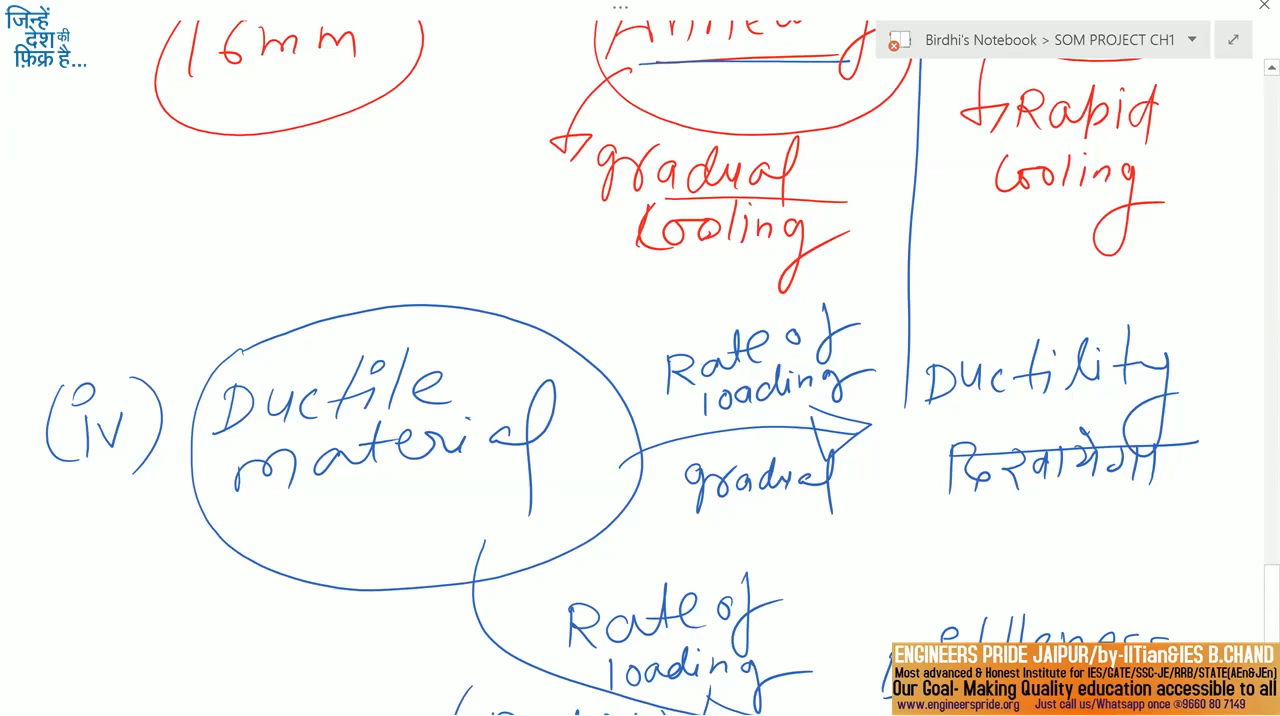 जिन्हें
देश की
फ़िक्र है...
Birdhi's Notebook > SOM PROJECT CH1
16mm
gradual
cooling
Rapid
cooling
(iv) Ductile
material
Rate of
loading
gradual
Ductility
दिखायेगा
Rate of
loading
ENGINEERS PRIDE JAIPUR/by-IITian&IES B.CHAND
Most advanced & Honest Institute for IES/GATE/SSC-JE/RRB/STATE(AEn&JEn)
Our Goal- Making Quality education accessible to all
www.engineerspride.org Just call us/Whatsapp once @9660 80 7149